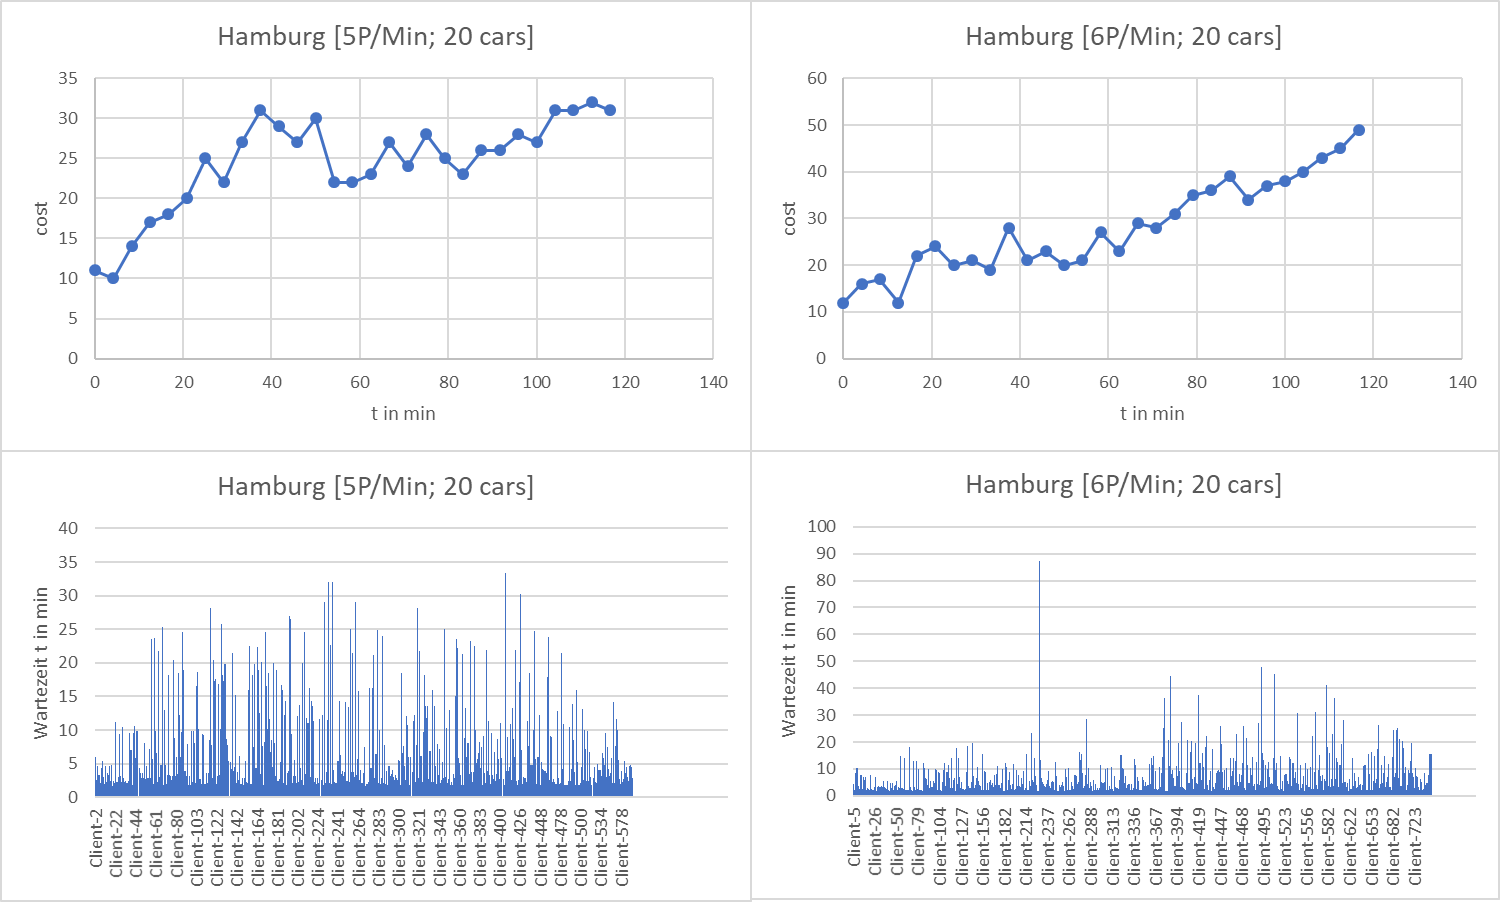 Hamburg [5P/Min; 20 cars]
35
30
25
20
15
10
5
0
cost
0 20 40 60 80 100 120 140
t in min
Hamburg [6P/Min; 20 cars]
60
50
40
30
20
10
0
cost
0 20 40 60 80 100 120 140
t in min
Hamburg [5P/Min; 20 cars]
40
35
30
25
20
15
10
5
0
Wartezeit t in min
Client-2
Client-22
Client-44
Client-61
Client-80
Client-103
Client-122
Client-142
Client-164
Client-181
Client-202
Client-224
Client-241
Client-264
Client-283
Client-300
Client-321
Client-343
Client-360
Client-383
Client-400
Client-426
Client-448
Client-478
Client-500
Client-534
Client-578
Hamburg [6P/Min; 20 cars]
100
90
80
70
60
50
40
30
20
10
0
Wartezeit t in min
Client-5
Client-26
Client-50
Client-79
Client-104
Client-127
Client-156
Client-182
Client-214
Client-237
Client-262
Client-288
Client-313
Client-336
Client-367
Client-394
Client-419
Client-447
Client-468
Client-495
Client-523
Client-556
Client-582
Client-622
Client-653
Client-682
Client-723